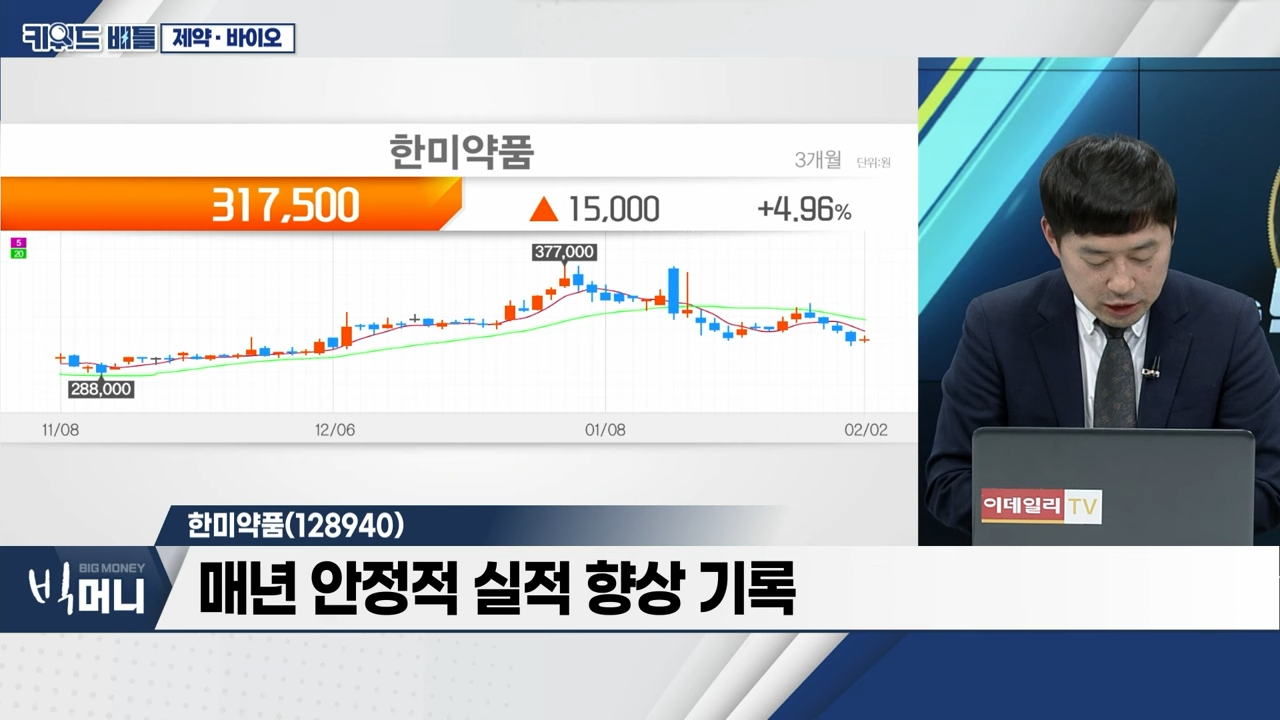 키워드 배틀 제약·바이오
한미약품
3개월 단위:원
317,500 ▲ 15,000 +4.96%
5
20
377,000
288,000
11/08 12/06 01/08 02/02
이데일리 TV
한미약품(128940)
BIG MONEY
빅머니
매년 안정적 실적 향상 기록